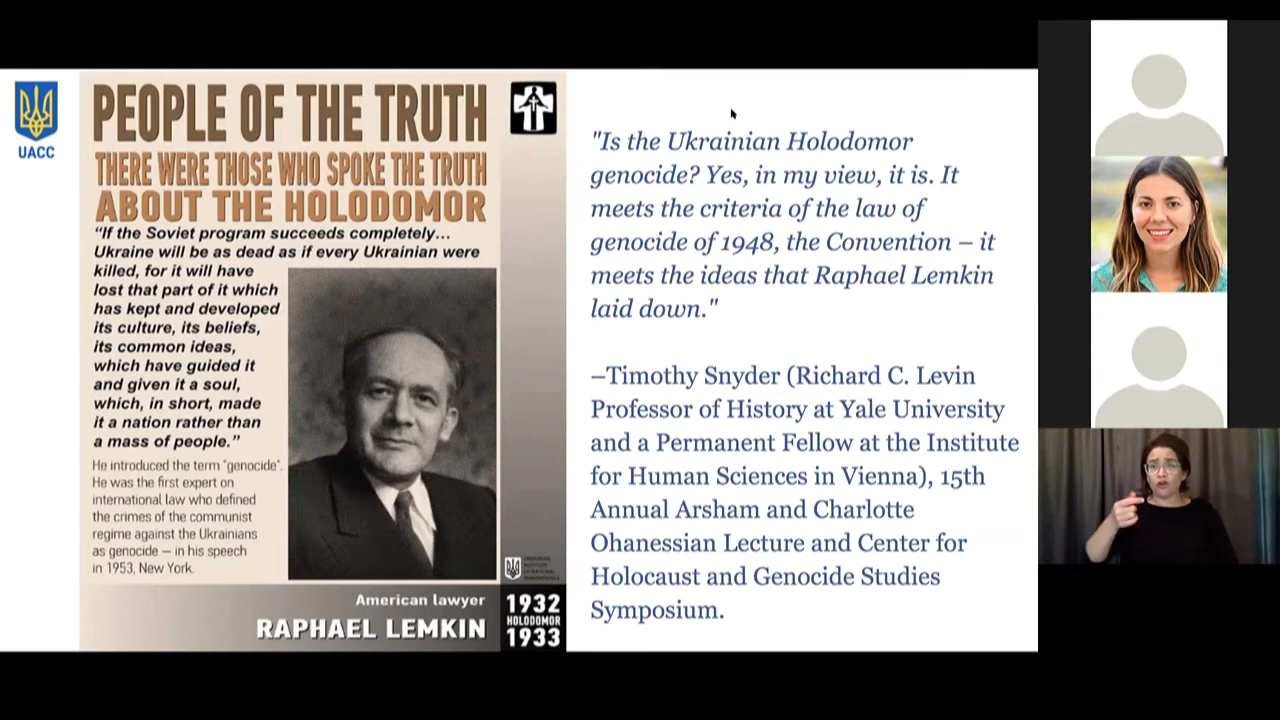 UACC
PEOPLE OF THE TRUTH
THERE WERE THOSE WHO SPOKE THE TRUTH
ABOUT THE HOLODOMOR
“If the Soviet program succeeds completely...
Ukraine will be as dead as if every Ukrainian were
killed, for it will have
lost that part of it which
has kept and developed
its culture, its beliefs,
its common ideas,
which have guided it
and given it a soul,
which, in short, made
it a nation rather than
a mass of people.”
He introduced the term "genocide".
He was the first expert on
international law who defined
the crimes of the communist
regime against the Ukrainians
as genocide – in his speech
in 1953, New York.
American lawyer
RAPHAEL LEMKIN
1932
HOLODOMOR
1933
"Is the Ukrainian Holodomor
genocide? Yes, in my view, it is. It
meets the criteria of the law of
genocide of 1948, the Convention – it
meets the ideas that Raphael Lemkin
laid down."
–Timothy Snyder (Richard C. Levin
Professor of History at Yale University
and a Permanent Fellow at the Institute
for Human Sciences in Vienna), 15th
Annual Arsham and Charlotte
Ohanessian Lecture and Center for
Holocaust and Genocide Studies
Symposium.